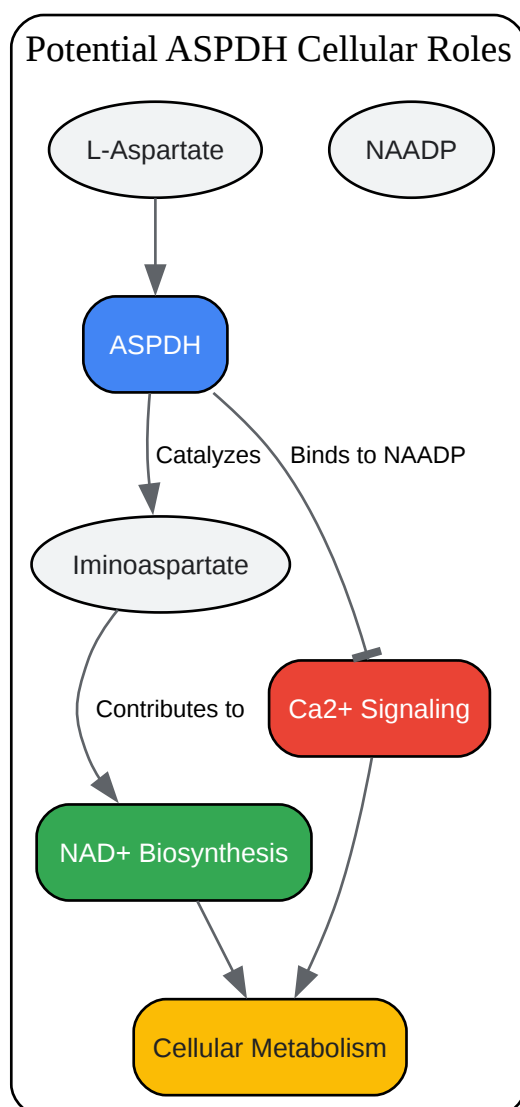 Potential ASPDH Cellular Roles
L-Aspartate
NAADP
ASPDH
Catalyzes
Binds to NAADP
Iminoaspartate
Contributes to
Ca2+ Signaling
NAD+ Biosynthesis
Cellular Metabolism